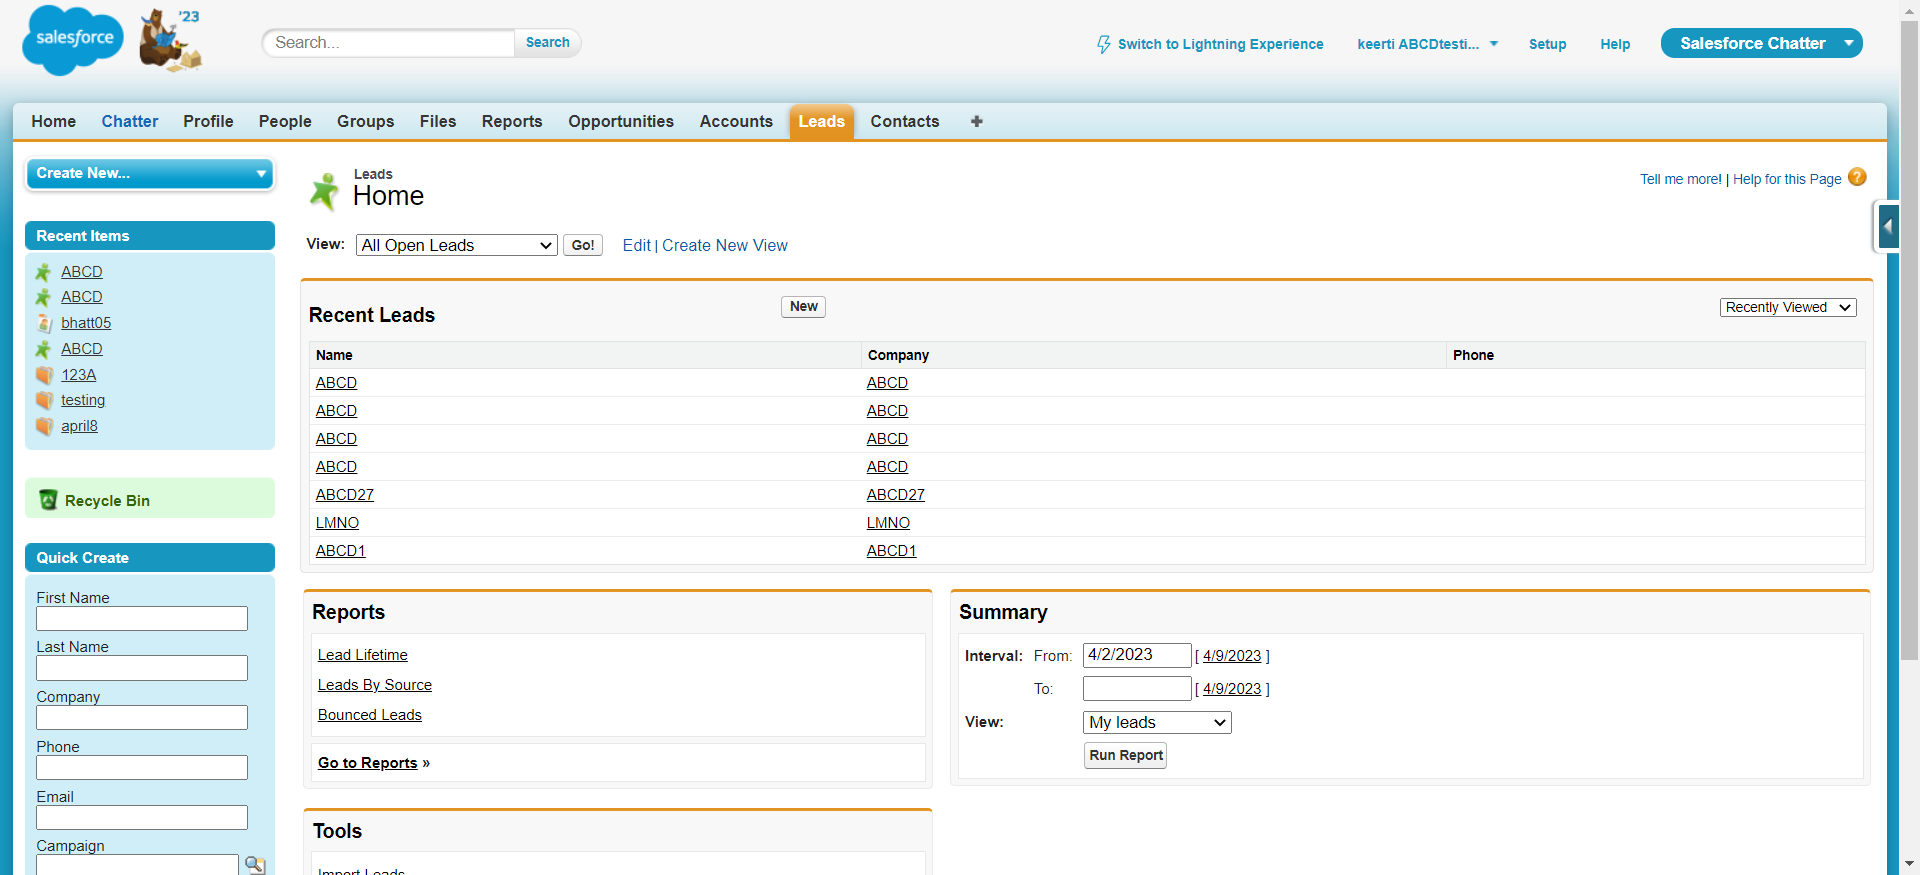 salesforce
'23
Search...
Search
Switch to Lightning Experience
keerti ABCDtesti...
Setup
Help
Salesforce Chatter
Home
Chatter
Profile
People
Groups
Files
Reports
Opportunities
Accounts
Leads
Contacts
Create New...
Recent Items
ABCD
ABCD
bhatt05
ABCD
123A
testing
april8
Recycle Bin
Quick Create
First Name
Last Name
Company
Phone
Email
Campaign
Leads
Home
Tell me more! | Help for this Page ?
View: All Open Leads Go! Edit | Create New View
Recent Leads
New
Recently Viewed
Name Company Phone
ABCD ABCD
ABCD ABCD
ABCD ABCD
ABCD ABCD
ABCD27 ABCD27
LMNO LMNO
ABCD1 ABCD1
Reports
Lead Lifetime
Leads By Source
Bounced Leads
Go to Reports »
Summary
Interval: From: 4/2/2023 [ 4/9/2023 ]
To: [ 4/9/2023 ]
View: My leads
Run Report
Tools
Import Leads